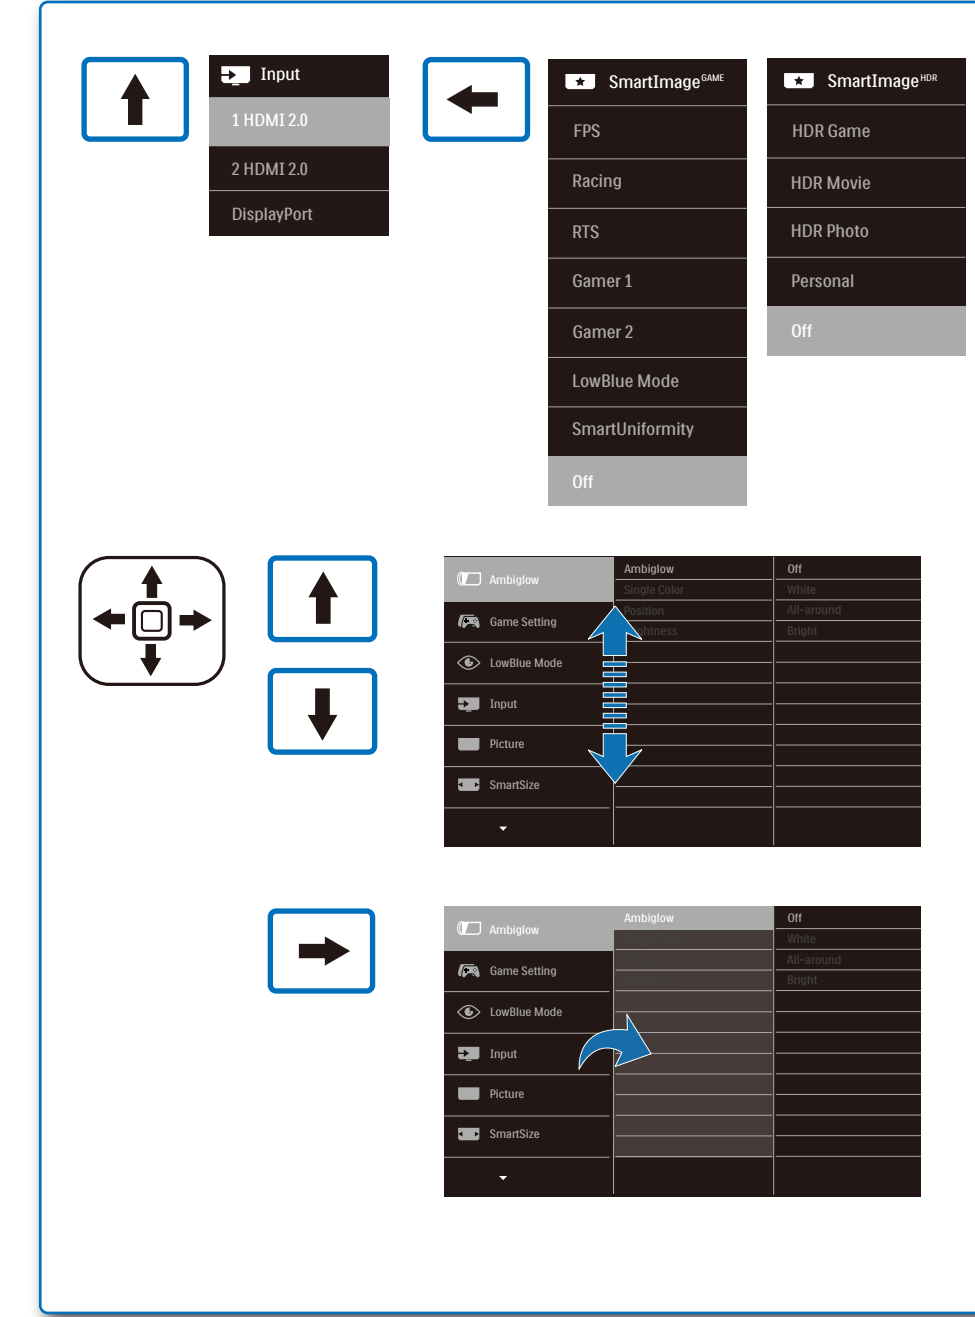 Input
1 HDMI 2.0
2 HDMI 2.0
DisplayPort
SmartImageGAME
FPS
Racing
RTS
Gamer 1
Gamer 2
LowBlue Mode
SmartUniformity
Off
SmartImageHDR
HDR Game
HDR Movie
HDR Photo
Personal
Off
Ambiglow
Game Setting
LowBlue Mode
Input
Picture
SmartSize
Ambiglow
Single Color
Position
Off
White
All-around
Bright
Ambiglow
Game Setting
LowBlue Mode
Input
Picture
SmartSize
Ambiglow
Off
White
All-around
Bright